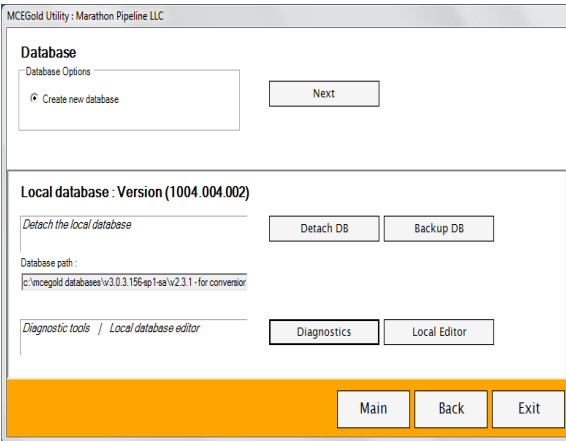 MCEGold Utility : Marathon Pipeline LLC
Database
Database Options
Create new database
Next
Local database : Version (1004.004.002)
Detach the local database
Detach DB
Backup DB
Database path :
c:\mcegold databases\v3.0.3.156-sp1-sa\v2.3.1 - for conversior
Diagnostic tools / Local database editor
Diagnostics
Local Editor
Main
Back
Exit